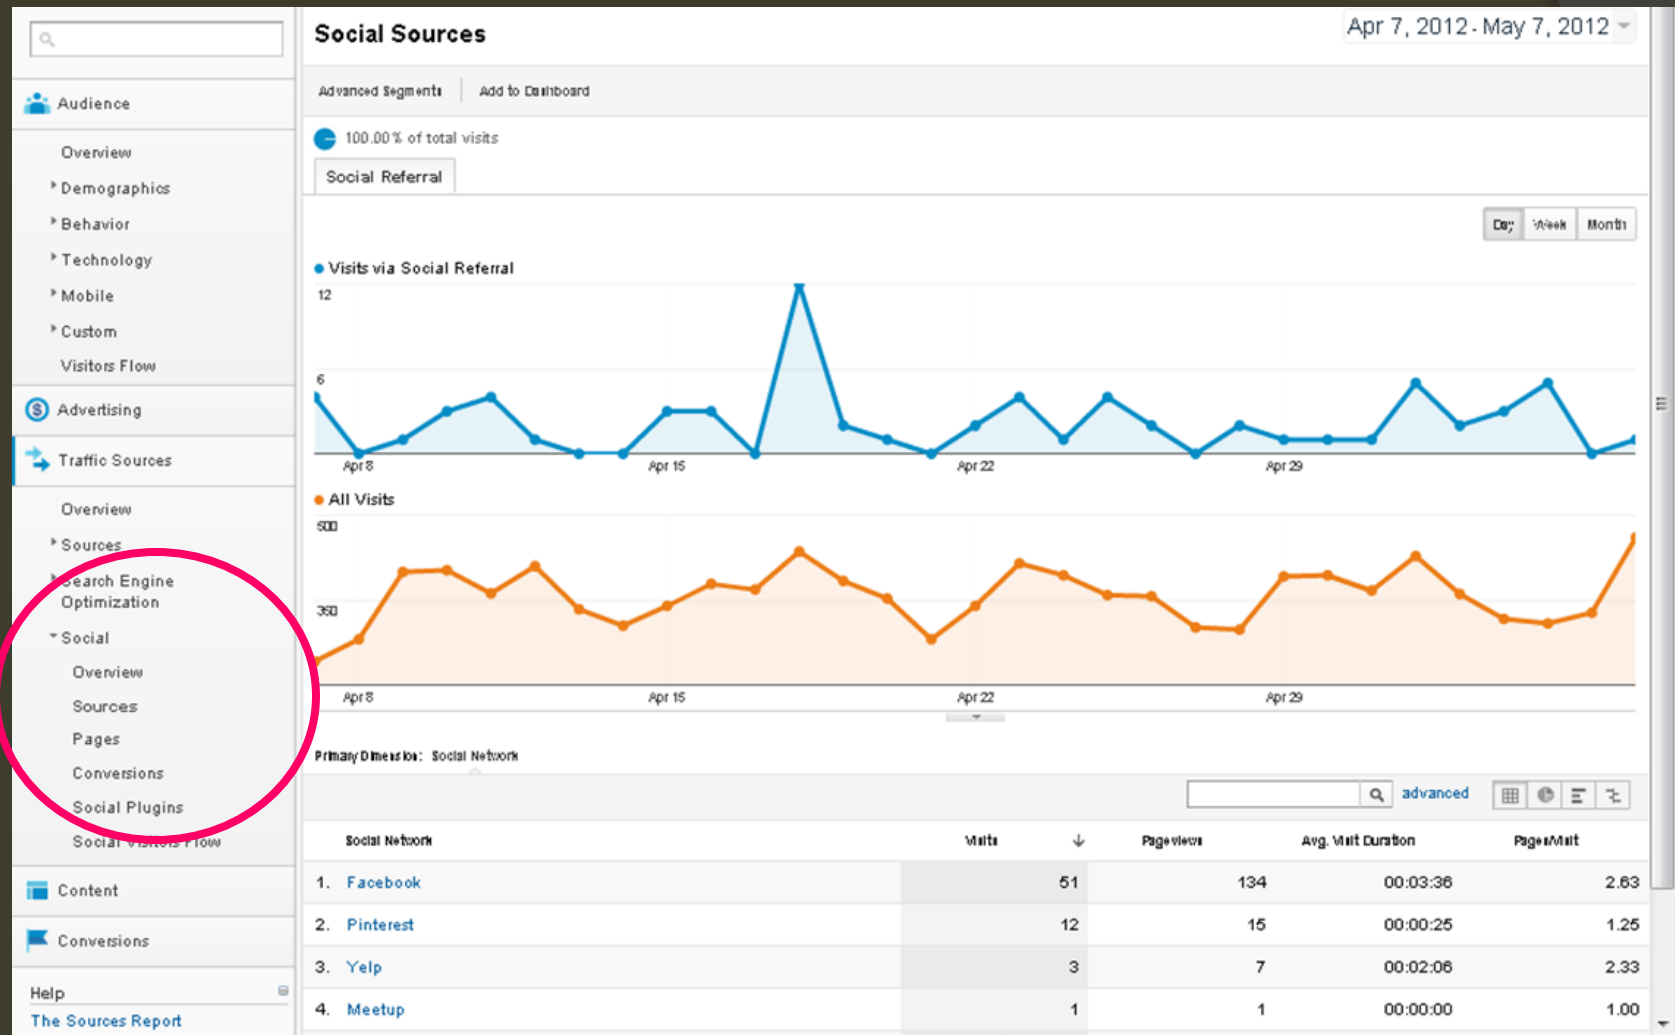 Social Sources
Apr 7, 2012 - May 7, 2012
Advanced Segments
Add to Dashboard
100.00% of total visits
Social Referral
Day
Week
Month
Visits via Social Referral
12
6
Apr 8
Apr 15
Apr 22
Apr 29
All Visits
500
350
Apr 8
Apr 15
Apr 22
Apr 29
Primary Dimension: Social Network
advanced
Social Network Visits Pageviews Avg. Visit Duration Pages/Visit
1. Facebook 51 134 00:03:36 2.63
2. Pinterest 12 15 00:00:25 1.25
3. Yelp 3 7 00:02:06 2.33
4. Meetup 1 1 00:00:00 1.00
Audience
Overview
Demographics
Behavior
Technology
Mobile
Custom
Visitors Flow
Advertising
Traffic Sources
Overview
Sources
Search Engine
Optimization
Social
Overview
Sources
Pages
Conversions
Social Plugins
Social Visitors Flow
Content
Conversions
Help
The Sources Report